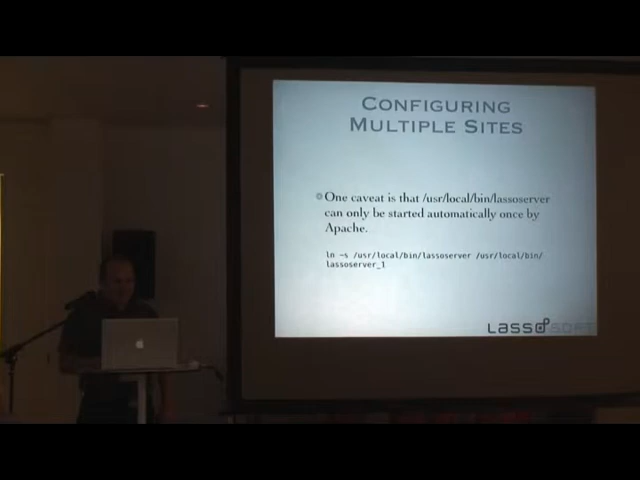 CONFIGURING
MULTIPLE SITES
One caveat is that /usr/local/bin/lassoserver
can only be started automatically once by
Apache.
ln -s /usr/local/bin/lassoserver /usr/local/bin/
lassoserver_1
LASSOSOFT